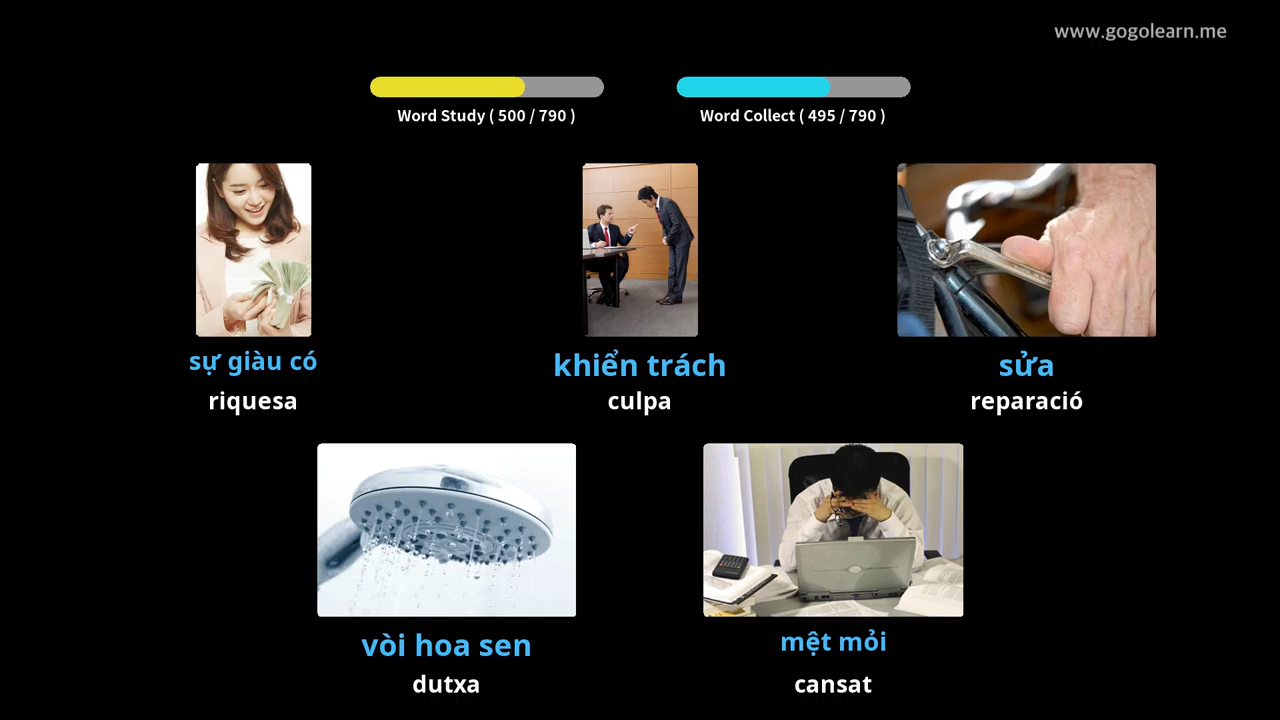 www.gogolearn.me
Word Study ( 500 / 790 )
Word Collect ( 495 / 790 )
sự giàu có
riquesa
khiển trách
culpa
sửa
reparació
vòi hoa sen
dutxa
mệt mỏi
cansat